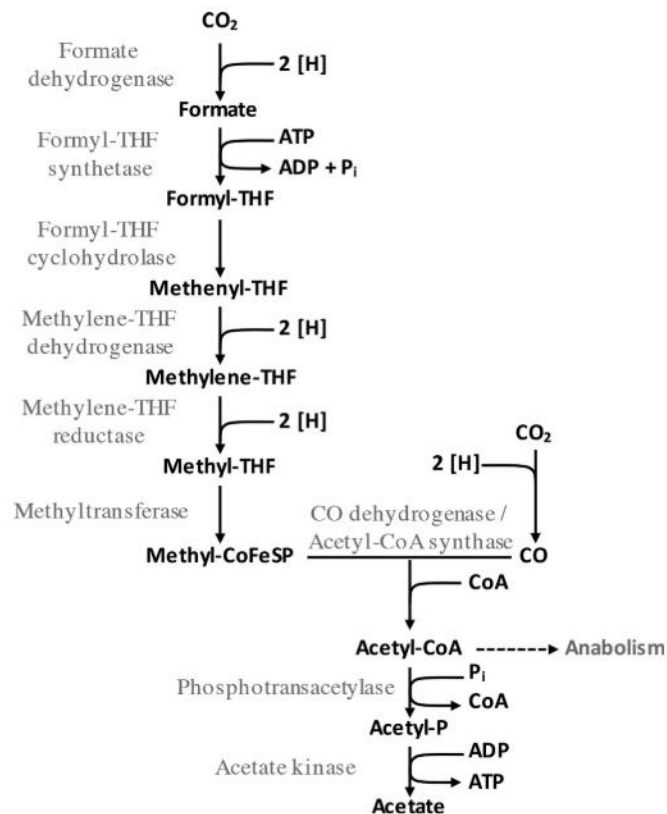 CO₂
Formate
dehydrogenase
2 [H]
Formate
Formyl-THF
synthetase
ATP
ADP + Pᵢ
Formyl-THF
Formyl-THF
cyclohydrolase
Methenyl-THF
Methylene-THF
dehydrogenase
2 [H]
Methylene-THF
Methylene-THF
reductase
2 [H]
Methyl-THF
CO₂
2 [H]
Methyltransferase
CO dehydrogenase /
Acetyl-CoA synthase
Methyl-CoFeSP
CO
CoA
Acetyl-CoA
Anabolism
Phosphotransacetylase
Pᵢ
CoA
Acetyl-P
Acetate kinase
ADP
ATP
Acetate